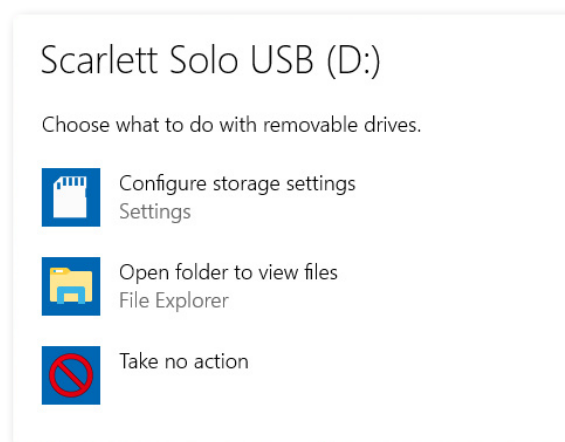 Scarlett Solo USB (D:)
Choose what to do with removable drives.
Configure storage settings
Settings
Open folder to view files
File Explorer
Take no action